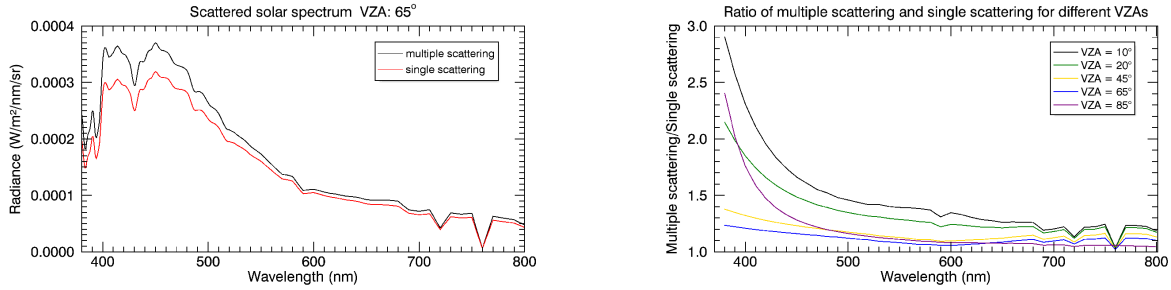 Scattered solar spectrum VZA: 65°
0.0004
0.0003
0.0002
0.0001
0.0000
Radiance (W/m²/nm/sr)
multiple scattering
single scattering
400 500 600 700 800
Wavelength (nm)
Ratio of multiple scattering and single scattering for different VZAs
3.0
2.5
2.0
1.5
1.0
Multiple scattering/Single scattering
VZA = 10°
VZA = 20°
VZA = 45°
VZA = 65°
VZA = 85°
400 500 600 700 800
Wavelength (nm)